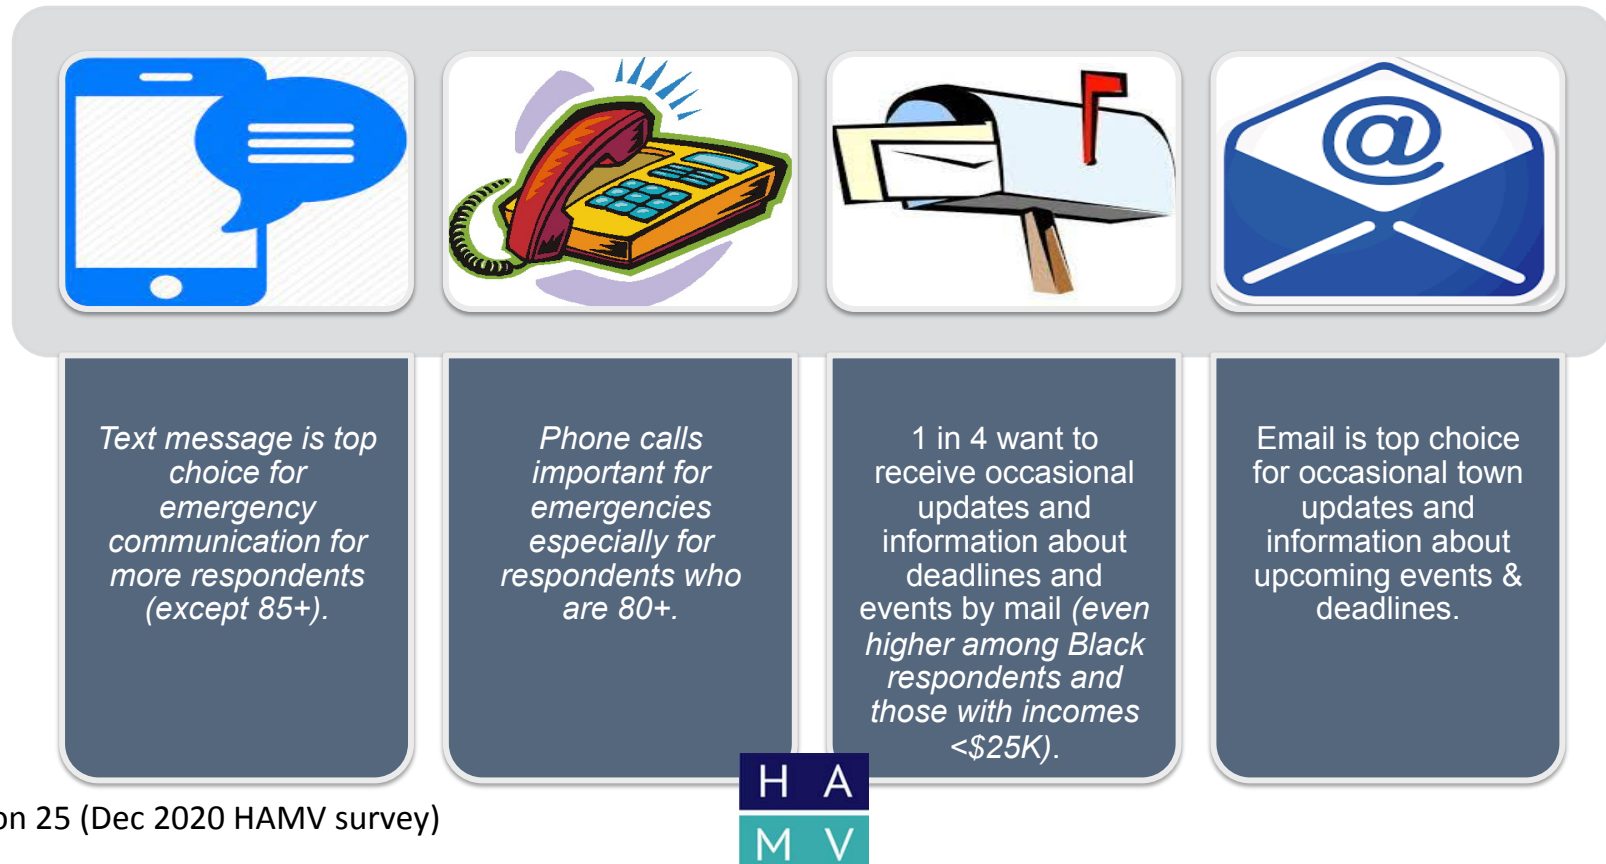 @
Text message is top
choice for
emergency
communication for
more respondents
(except 85+).
Phone calls
important for
emergencies
especially for
respondents who
are 80+.
1 in 4 want to
receive occasional
updates and
information about
deadlines and
events by mail (even
higher among Black
respondents and
those with incomes
<$25K).
Email is top choice
for occasional town
updates and
information about
upcoming events &
deadlines.
on 25 (Dec 2020 HAMV survey)
H A
M V